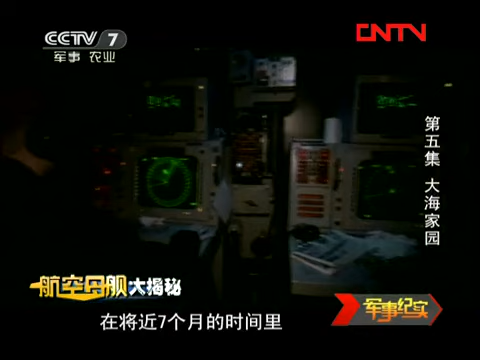 CCTV 7
军事 农业
CNTV
第五集 大海家园
航空母舰大揭秘
军事纪实
在将近7个月的时间里